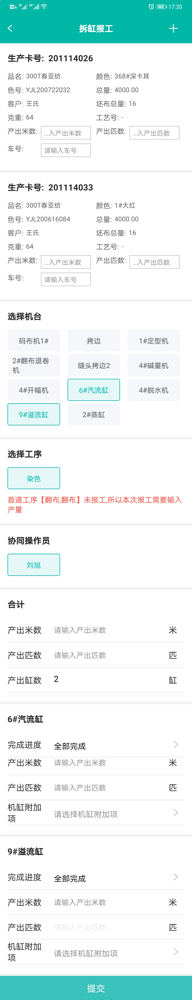 HD 3G 4G+ 82 17:30
拆缸报工
生产卡号: 201114026
品名: 300T春亚纺 颜色: 368#深卡其
色号: YJL200722032 总量: 4000.00
客户: 王氏 坯布总量: 16
克重: 64 工艺号: -
产出米数: ...入产出米数 产出匹数: ...入产出匹数
车号: 请输入车号
生产卡号: 201114033
品名: 300T春亚纺 颜色: 1#大红
色号: YJL200616084 总量: 4000.00
客户: 王氏 坯布总量: 16
克重: 64 工艺号: -
产出米数: ...入产出米数 产出匹数: ...入产出匹数
车号: 请输入车号
选择机台
码布机1# 拷边 1#定型机
2#翻布退卷
机 缝头拷边2 4#碱量机
4#开幅机 6#汽流缸 4#脱水机
9#溢流缸 2#蒸缸
选择工序
染色
首道工序【翻布,翻布】未报工,所以本次报工需要输入
产量
协同操作员
刘旭
合计
产出米数 请输入产出米数 米
产出匹数 请输入产出匹数 匹
产出缸数 2 缸
6#汽流缸
完成进度 全部完成
产出米数 请输入产出米数 米
产出匹数 请输入产出匹数 匹
机缸附加
项 请选择机缸附加项
9#溢流缸
完成进度 全部完成
产出米数 请输入产出米数 米
产出匹数 请输入产出匹数 匹
机缸附加
项 请选择机缸附加项
提交